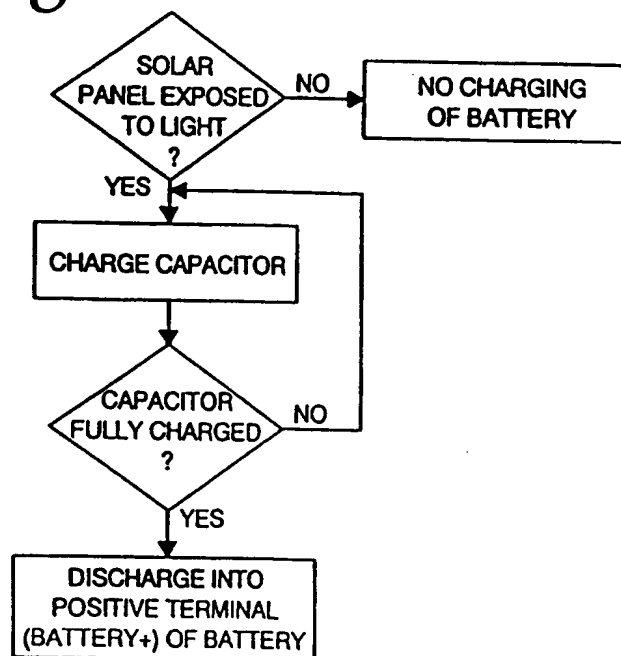 SOLAR
PANEL EXPOSED
TO LIGHT
?
NO
NO CHARGING
OF BATTERY
YES
CHARGE CAPACITOR
CAPACITOR
FULLY CHARGED
?
NO
YES
DISCHARGE INTO
POSITIVE TERMINAL
(BATTERY+) OF BATTERY